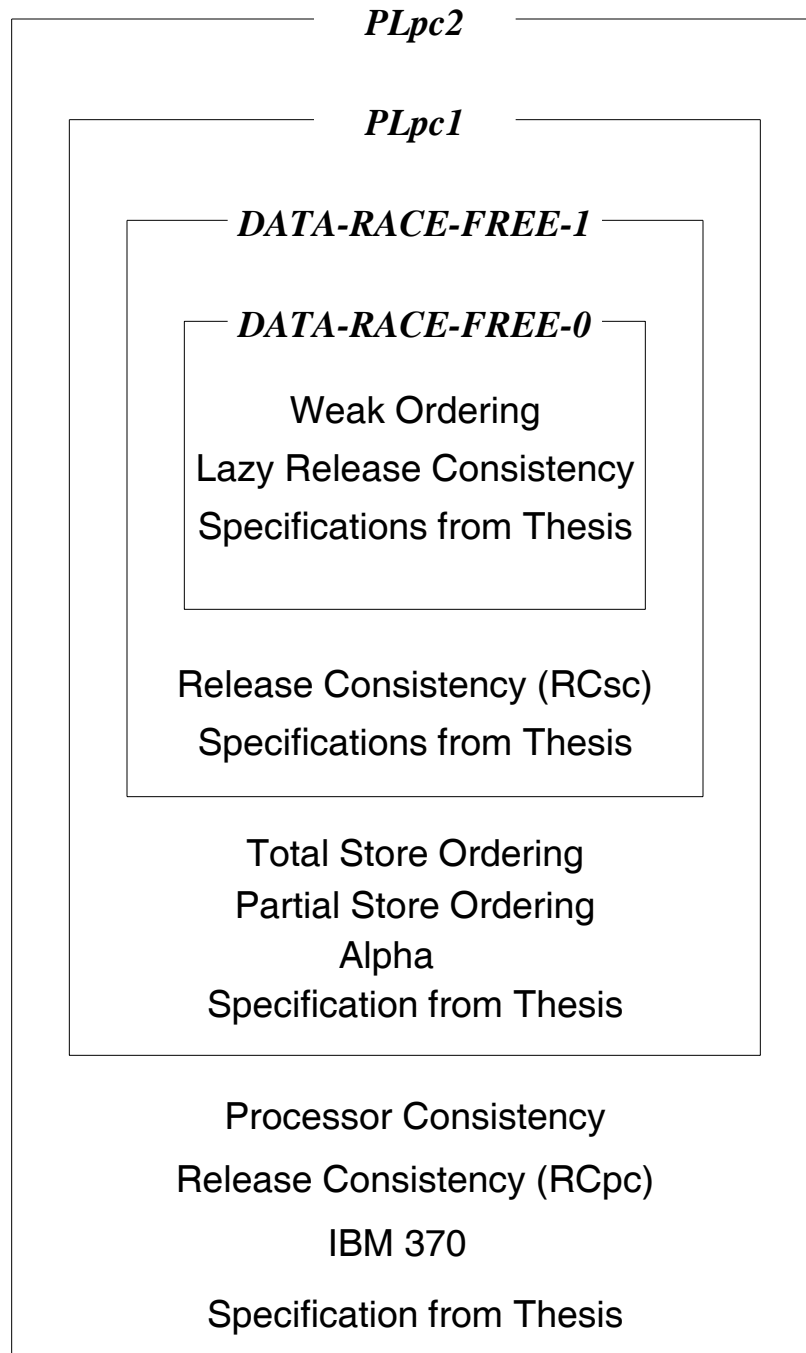 PLpc2
PLpc1
DATA-RACE-FREE-1
DATA-RACE-FREE-0
Weak Ordering
Lazy Release Consistency
Specifications from Thesis
Release Consistency (RCsc)
Specifications from Thesis
Total Store Ordering
Partial Store Ordering
Alpha
Specification from Thesis
Processor Consistency
Release Consistency (RCpc)
IBM 370
Specification from Thesis